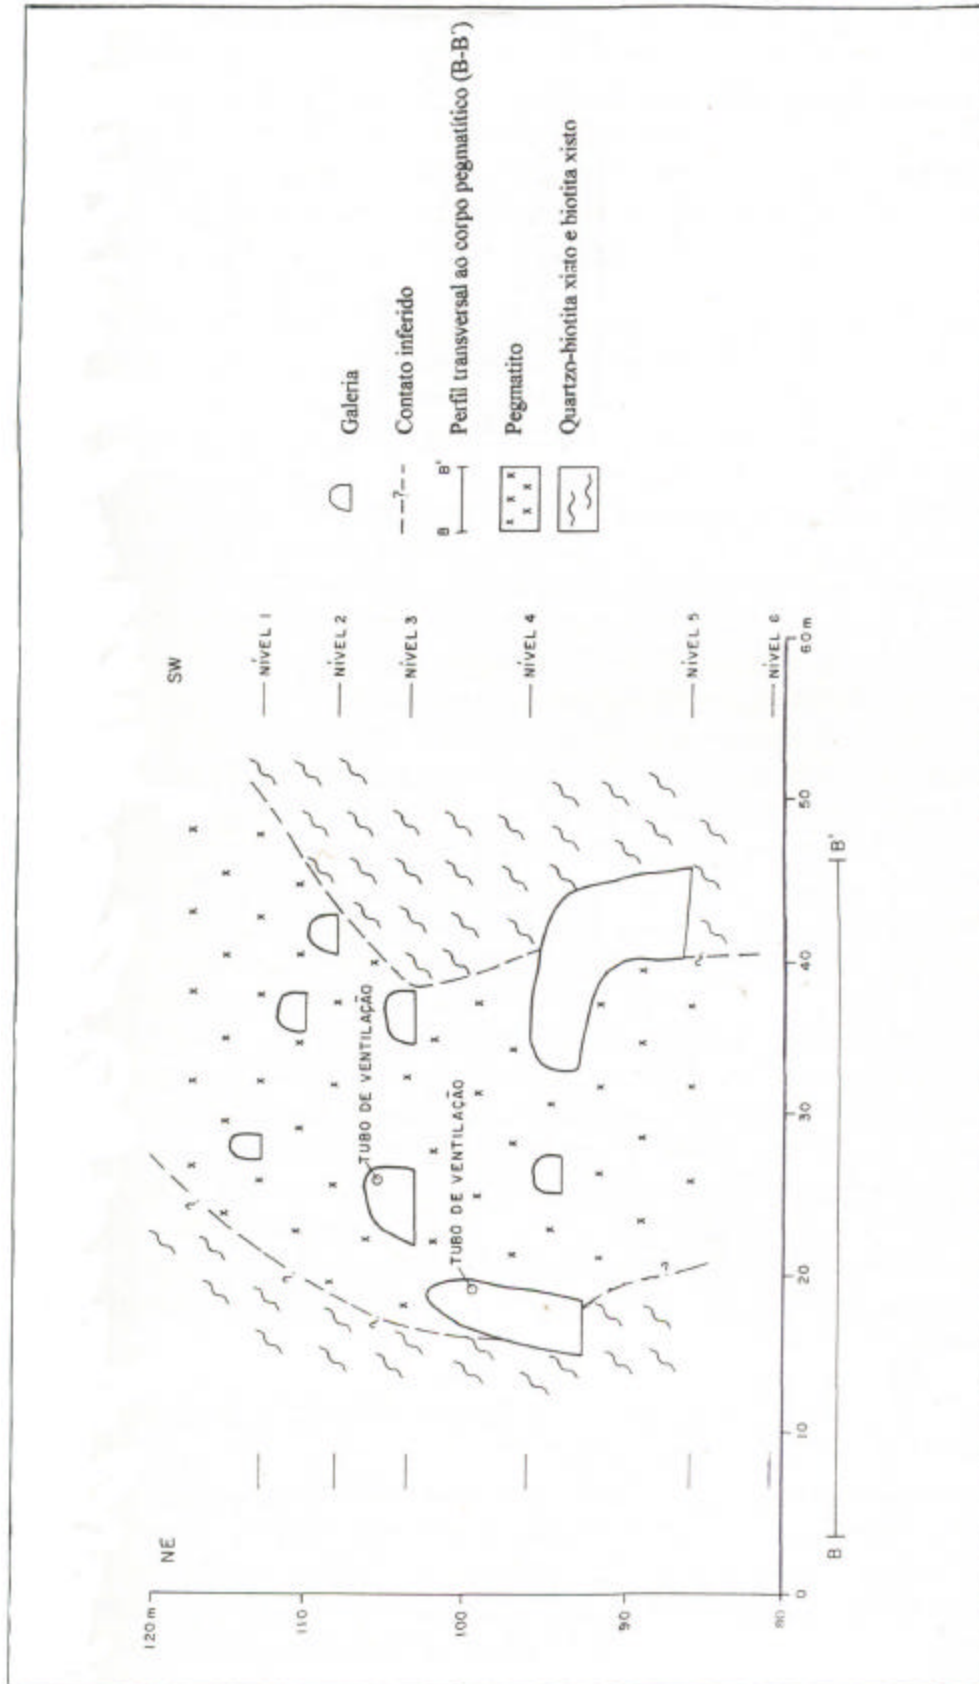 NE
SW
120 m
110
100
90
80
NÍVEL 1
NÍVEL 2
NÍVEL 3
NÍVEL 4
NÍVEL 5
NÍVEL 6
TUBO DE VENTILAÇÃO
TUBO DE VENTILAÇÃO
0
10
20
30
40
50
60 m
B
B'
Galeria
--?-- Contato inferido
B B' Perfil transversal ao corpo pegmatítico (B-B')
Pegmatito
Quartzo-biotita xisto e biotita xisto